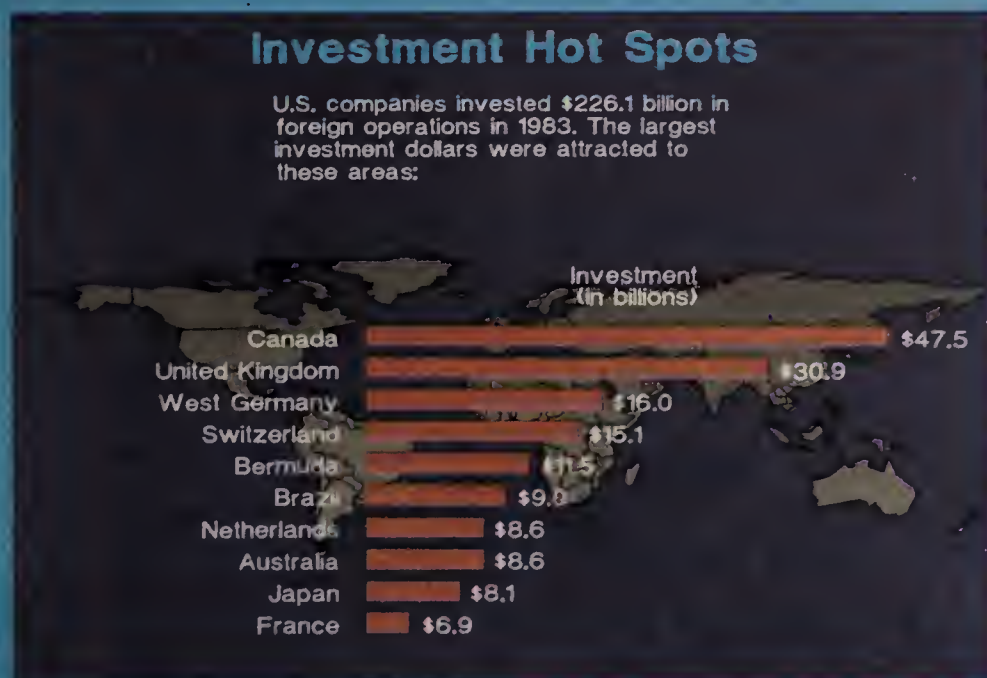 Investment Hot Spots
U.S. companies invested $226.1 billion in
foreign operations in 1983. The largest
investment dollars were attracted to
these areas:
Investment
(in billions)
Canada $47.5
United Kingdom $30.9
West Germany $16.0
Switzerland $15.1
Bermuda $11.5
Brazil
Netherlands $8.6
Australia $8.6
Japan $8.1
France $6.9